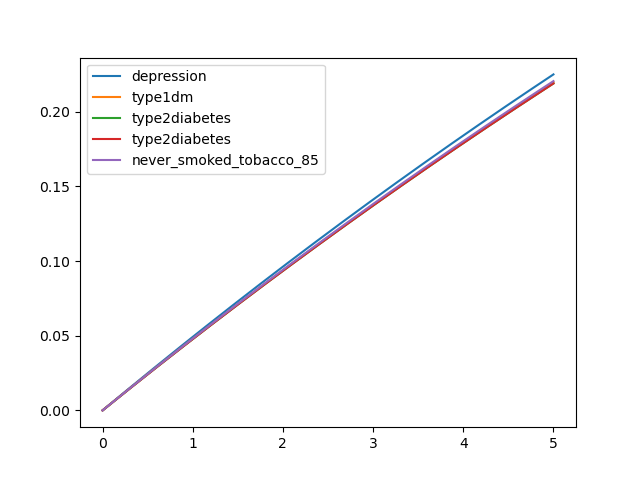 depression
type1dm
type2diabetes
type2diabetes
never_smoked_tobacco_85
0.20
0.15
0.10
0.05
0.00
0 1 2 3 4 5